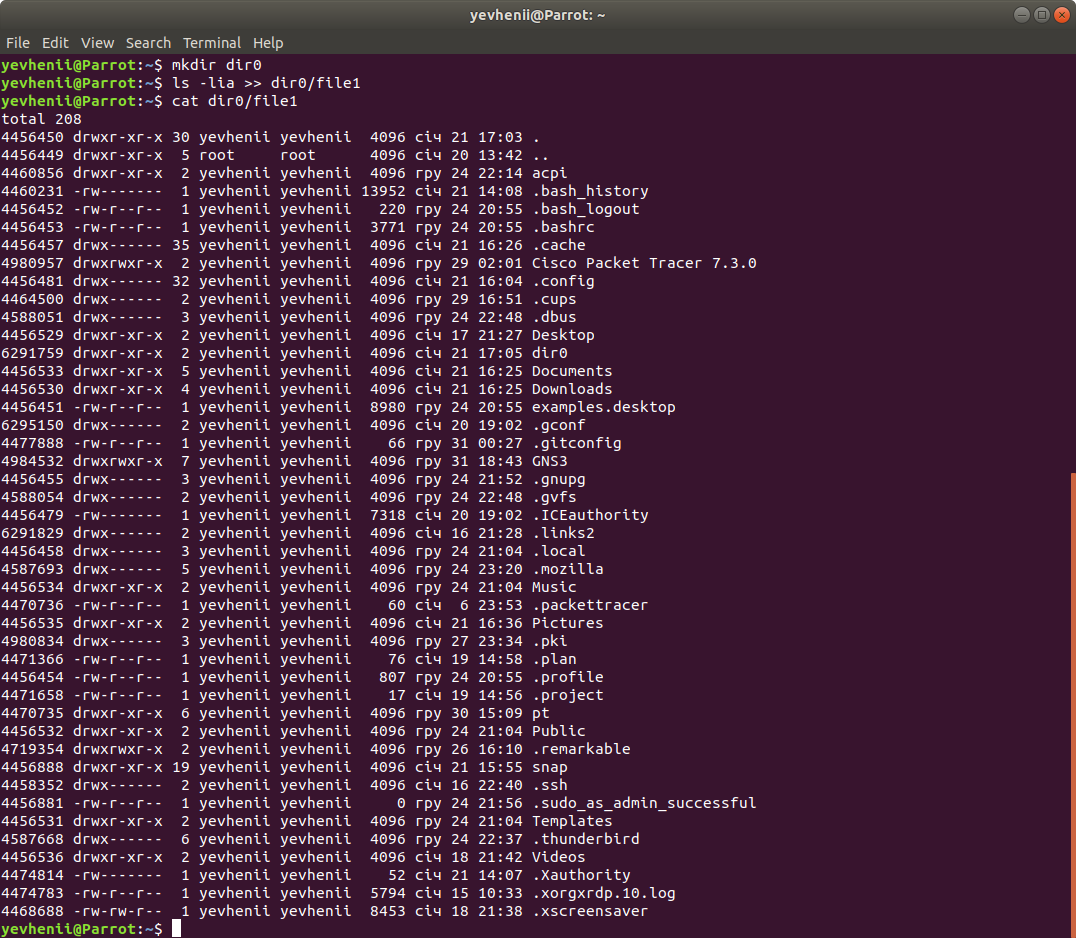 yevhenii@Parrot: ~
File Edit View Search Terminal Help
yevhenii@Parrot:~$ mkdir dir0
yevhenii@Parrot:~$ ls -lia >> dir0/file1
yevhenii@Parrot:~$ cat dir0/file1
total 208
4456450 drwxr-xr-x 30 yevhenii yevhenii  4096 січ 21 17:03 .
4456449 drwxr-xr-x  5 root     root      4096 січ 20 13:42 ..
4460856 drwxr-xr-x  2 yevhenii yevhenii  4096 гру 24 22:14 acpi
4460231 -rw-------  1 yevhenii yevhenii 13952 січ 21 14:08 .bash_history
4456452 -rw-r--r--  1 yevhenii yevhenii   220 гру 24 20:55 .bash_logout
4456453 -rw-r--r--  1 yevhenii yevhenii  3771 гру 24 20:55 .bashrc
4456457 drwx------ 35 yevhenii yevhenii  4096 січ 21 16:26 .cache
4980957 drwxrwxr-x  2 yevhenii yevhenii  4096 гру 29 02:01 Cisco Packet Tracer 7.3.0
4456481 drwx------ 32 yevhenii yevhenii  4096 січ 21 16:04 .config
4464500 drwx------  2 yevhenii yevhenii  4096 гру 29 16:51 .cups
4588051 drwx------  3 yevhenii yevhenii  4096 гру 24 22:48 .dbus
4456529 drwxr-xr-x  2 yevhenii yevhenii  4096 січ 17 21:27 Desktop
6291759 drwxr-xr-x  2 yevhenii yevhenii  4096 січ 21 17:05 dir0
4456533 drwxr-xr-x  5 yevhenii yevhenii  4096 січ 21 16:25 Documents
4456530 drwxr-xr-x  4 yevhenii yevhenii  4096 січ 21 16:25 Downloads
4456451 -rw-r--r--  1 yevhenii yevhenii  8980 гру 24 20:55 examples.desktop
6295150 drwx------  2 yevhenii yevhenii  4096 січ 20 19:02 .gconf
4477888 -rw-r--r--  1 yevhenii yevhenii    66 гру 31 00:27 .gitconfig
4984532 drwxrwxr-x  7 yevhenii yevhenii  4096 гру 31 18:43 GNS3
4456455 drwx------  3 yevhenii yevhenii  4096 гру 24 21:52 .gnupg
4588054 drwx------  2 yevhenii yevhenii  4096 гру 24 22:48 .gvfs
4456479 -rw-------  1 yevhenii yevhenii  7318 січ 20 19:02 .ICEauthority
6291829 drwx------  2 yevhenii yevhenii  4096 січ 16 21:28 .links2
4456458 drwx------  3 yevhenii yevhenii  4096 гру 24 21:04 .local
4587693 drwx------  5 yevhenii yevhenii  4096 гру 24 23:20 .mozilla
4456534 drwxr-xr-x  2 yevhenii yevhenii  4096 гру 24 21:04 Music
4470736 -rw-r--r--  1 yevhenii yevhenii    60 січ  6 23:53 .packettracer
4456535 drwxr-xr-x  2 yevhenii yevhenii  4096 січ 21 16:36 Pictures
4980834 drwx------  3 yevhenii yevhenii  4096 гру 27 23:34 .pki
4471366 -rw-r--r--  1 yevhenii yevhenii    76 січ 19 14:58 .plan
4456454 -rw-r--r--  1 yevhenii yevhenii   807 гру 24 20:55 .profile
4471658 -rw-r--r--  1 yevhenii yevhenii    17 січ 19 14:56 .project
4470735 drwxr-xr-x  6 yevhenii yevhenii  4096 гру 30 15:09 pt
4456532 drwxr-xr-x  2 yevhenii yevhenii  4096 гру 24 21:04 Public
4719354 drwxrwxr-x  2 yevhenii yevhenii  4096 гру 26 16:10 .remarkable
4456888 drwxr-xr-x 19 yevhenii yevhenii  4096 січ 21 15:55 snap
4458352 drwx------  2 yevhenii yevhenii  4096 січ 16 22:40 .ssh
4456881 -rw-r--r--  1 yevhenii yevhenii     0 гру 24 21:56 .sudo_as_admin_successful
4456531 drwxr-xr-x  2 yevhenii yevhenii  4096 гру 24 21:04 Templates
4587668 drwx------  6 yevhenii yevhenii  4096 гру 24 22:37 .thunderbird
4456536 drwxr-xr-x  2 yevhenii yevhenii  4096 січ 18 21:42 Videos
4474814 -rw-------  1 yevhenii yevhenii    52 січ 21 14:07 .Xauthority
4474783 -rw-r--r--  1 yevhenii yevhenii  5794 січ 15 10:33 .xorgxrdp.10.log
4468688 -rw-rw-r--  1 yevhenii yevhenii  8453 січ 18 21:38 .xscreensaver
yevhenii@Parrot:~$